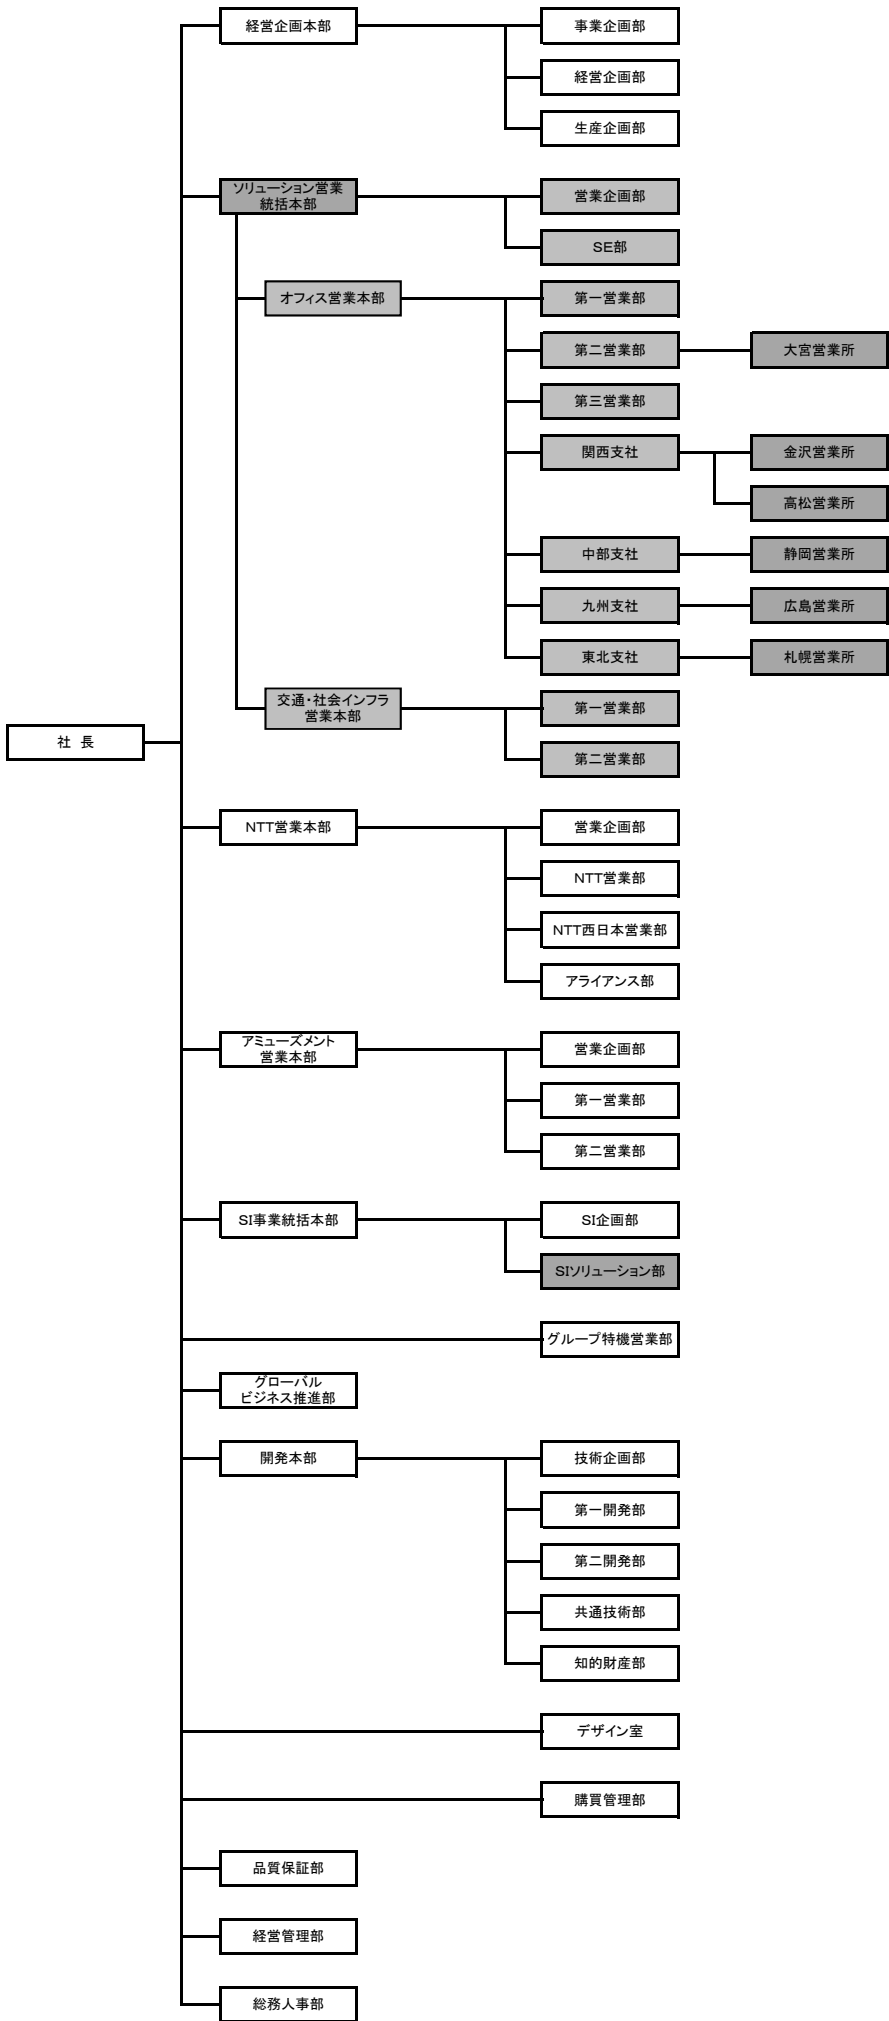 経営企画本部
事業企画部
経営企画部
生産企画部
ソリューション営業
統括本部
営業企画部
SE部
オフィス営業本部
第一営業部
第二営業部
大宮営業所
第三営業部
関西支社
金沢営業所
高松営業所
中部支社
静岡営業所
九州支社
広島営業所
東北支社
札幌営業所
交通・社会インフラ
営業本部
第一営業部
第二営業部
社 長
NTT営業本部
営業企画部
NTT営業部
NTT西日本営業部
アライアンス部
アミューズメント
営業本部
営業企画部
第一営業部
第二営業部
SI事業統括本部
SI企画部
SIソリューション部
グループ特機営業部
グローバル
ビジネス推進部
開発本部
技術企画部
第一開発部
第二開発部
共通技術部
知的財産部
デザイン室
購買管理部
品質保証部
経営管理部
総務人事部